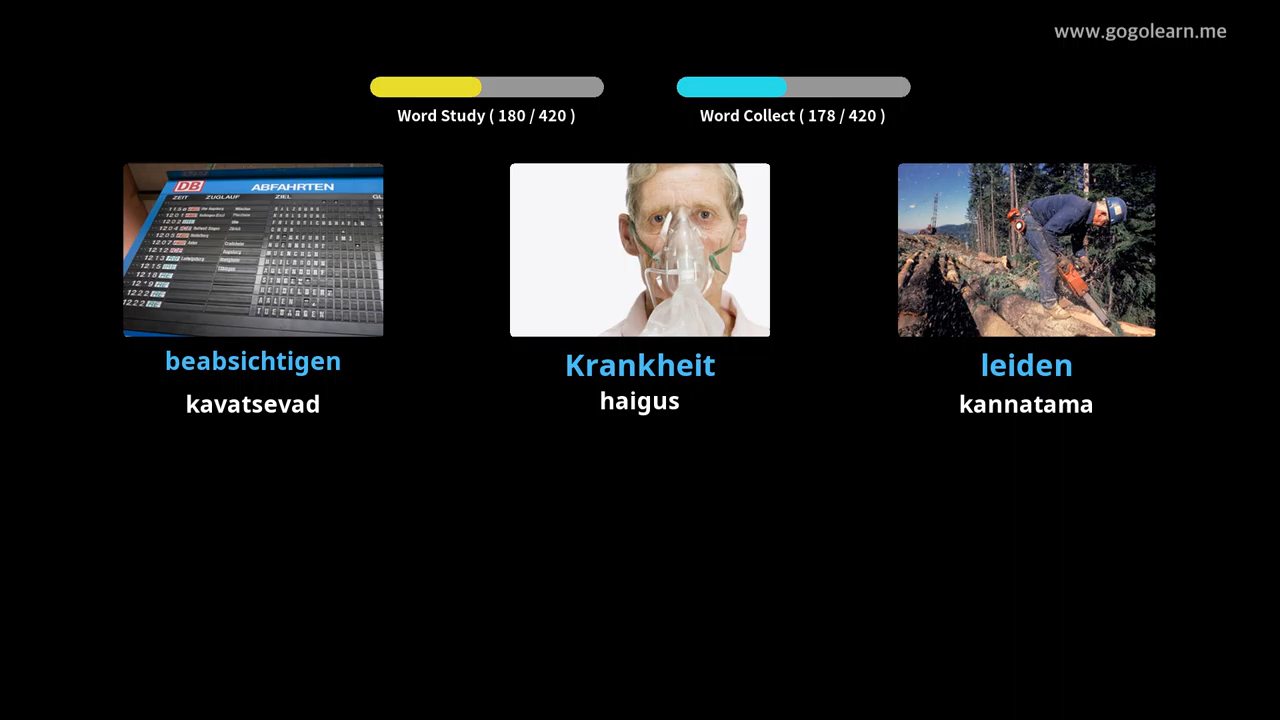 www.gogolearn.me
Word Study ( 180 / 420 )
Word Collect ( 178 / 420 )
DB ABFAHRTEN
ZEIT ZUGLAUF ZIEL
beabsichtigen
kavatsevad
Krankheit
haigus
leiden
kannatama